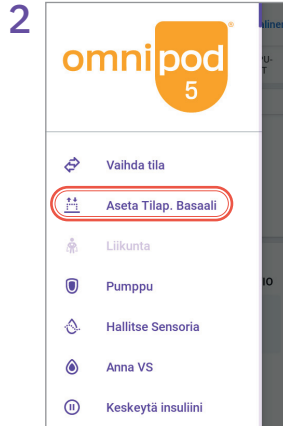 2
omnipod®
5
Vaihda tila
Aseta Tilap. Basaali
Liikunta
Pumppu
Hallitse Sensoria
Anna VS
Keskeytä insuliini